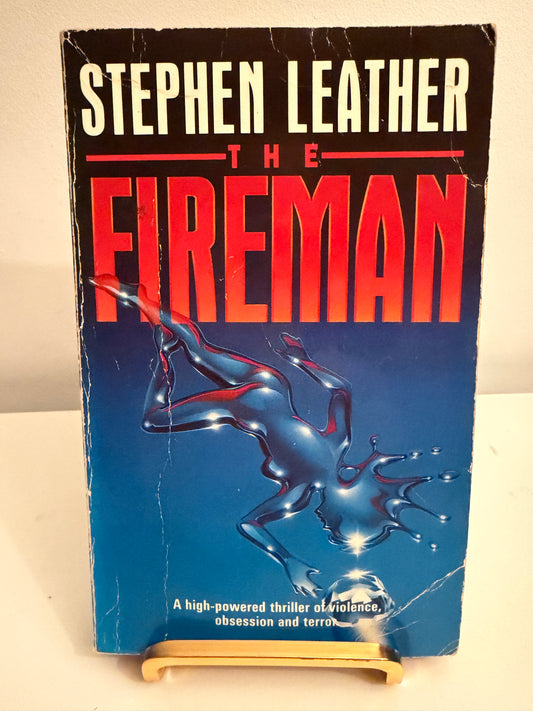 STEPHEN LEATHER
THE
FIREMAN
A high-powered thriller of violence,
obsession and terror